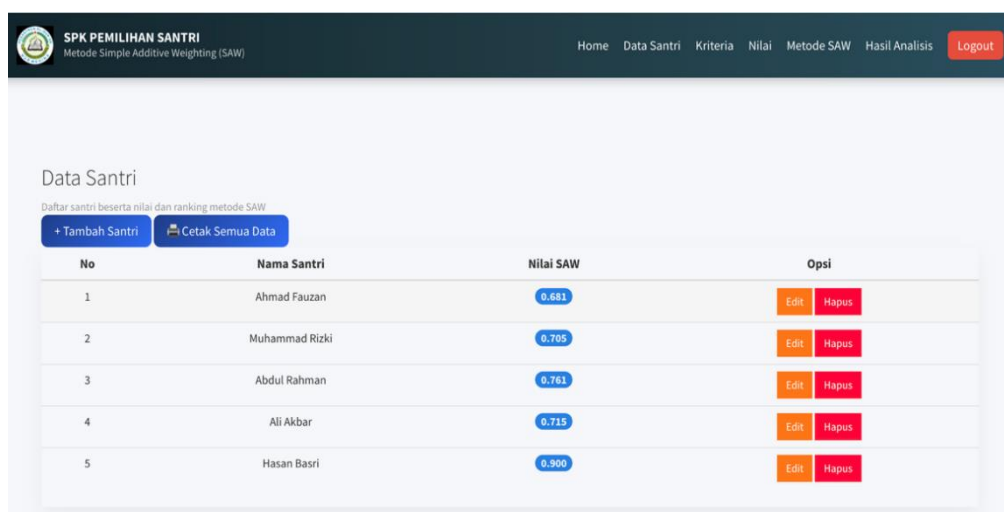 SPK PEMILIHAN SANTRI
Metode Simple Additive Weighting (SAW)
Home Data Santri Kriteria Nilai Metode SAW Hasil Analisis Logout
Data Santri
Daftar santri beserta nilai dan ranking metode SAW
+ Tambah Santri Cetak Semua Data
No Nama Santri Nilai SAW Opsi
1 Ahmad Fauzan 0.681 Edit Hapus
2 Muhammad Rizki 0.705 Edit Hapus
3 Abdul Rahman 0.761 Edit Hapus
4 Ali Akbar 0.715 Edit Hapus
5 Hasan Basri 0.900 Edit Hapus